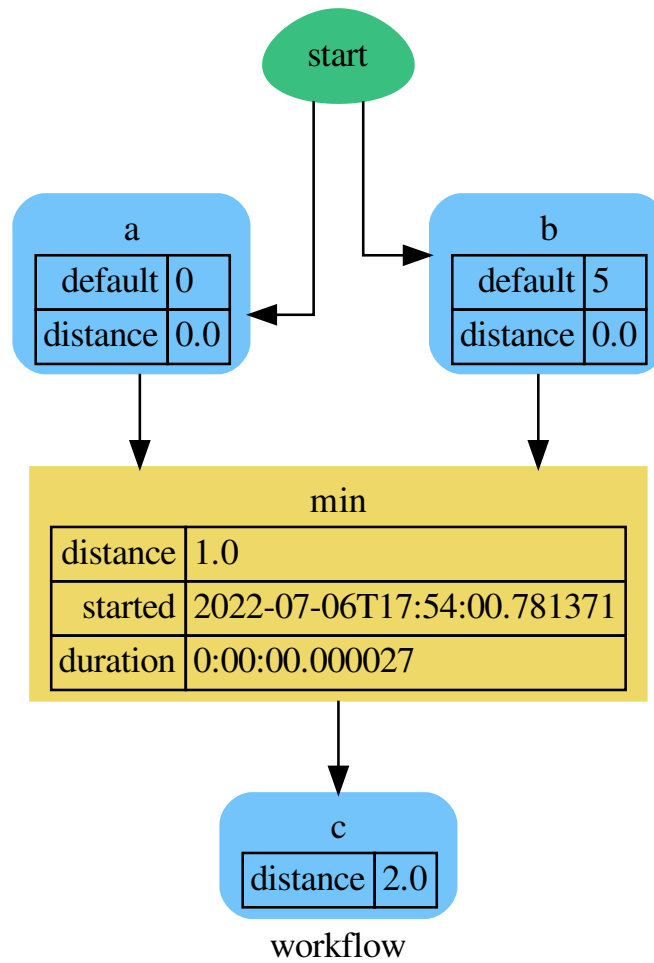 start
a
default 0
distance 0.0
b
default 5
distance 0.0
min
distance 1.0
started 2022-07-06T17:54:00.781371
duration 0:00:00.000027
c
distance 2.0
workflow